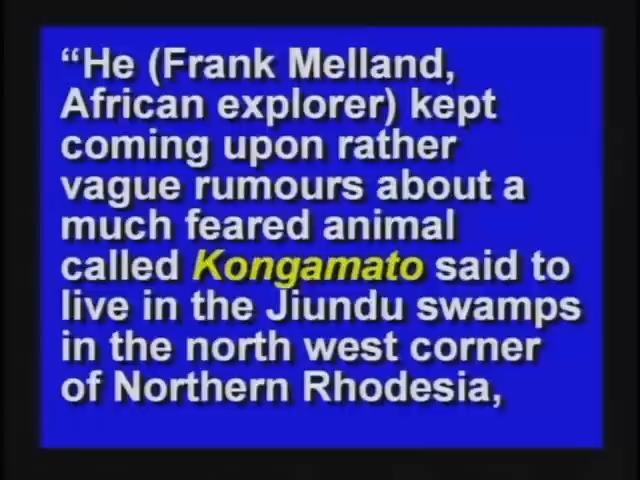 “He (Frank Melland,
African explorer) kept
coming upon rather
vague rumours about a
much feared animal
called Kongamato said to
live in the Jiundu swamps
in the north west corner
of Northern Rhodesia,